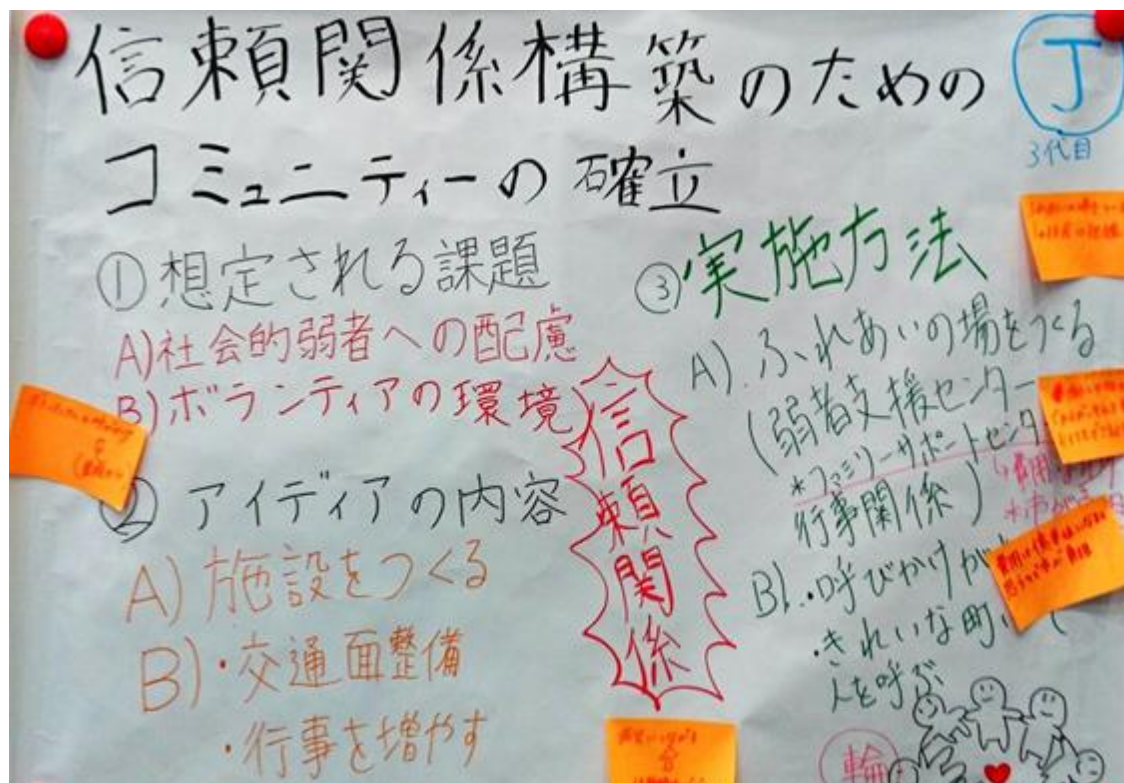 信頼関係構築のための
コミュニティーの確立
J
3代目
①想定される課題
A)社会的弱者への配慮
B)ボランティアの環境
②アイディアの内容
A)施設をつくる
B)・交通面整備
・行事を増やす
信頼関係
③実施方法
A).ふれあいの場をつくる
(弱者支援センター
*ファミリーサポートセンター
行事関係)
B).・呼びかけが
・きれいな町
人を呼ぶ
輪